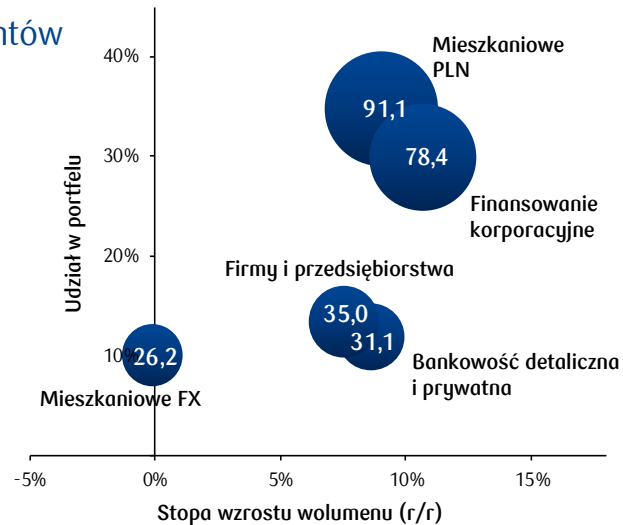 ntów
40%
30%
20%
10%
Udział w portfelu
Mieszkaniowe
PLN
91,1
78,4
Finansowanie
korporacyjne
Firmy i przedsiębiorstwa
35,0
31,1
Bankowość detaliczna
i prywatna
26,2
Mieszkaniowe FX
-5%
0%
5%
10%
15%
Stopa wzrostu wolumenu (r/r)